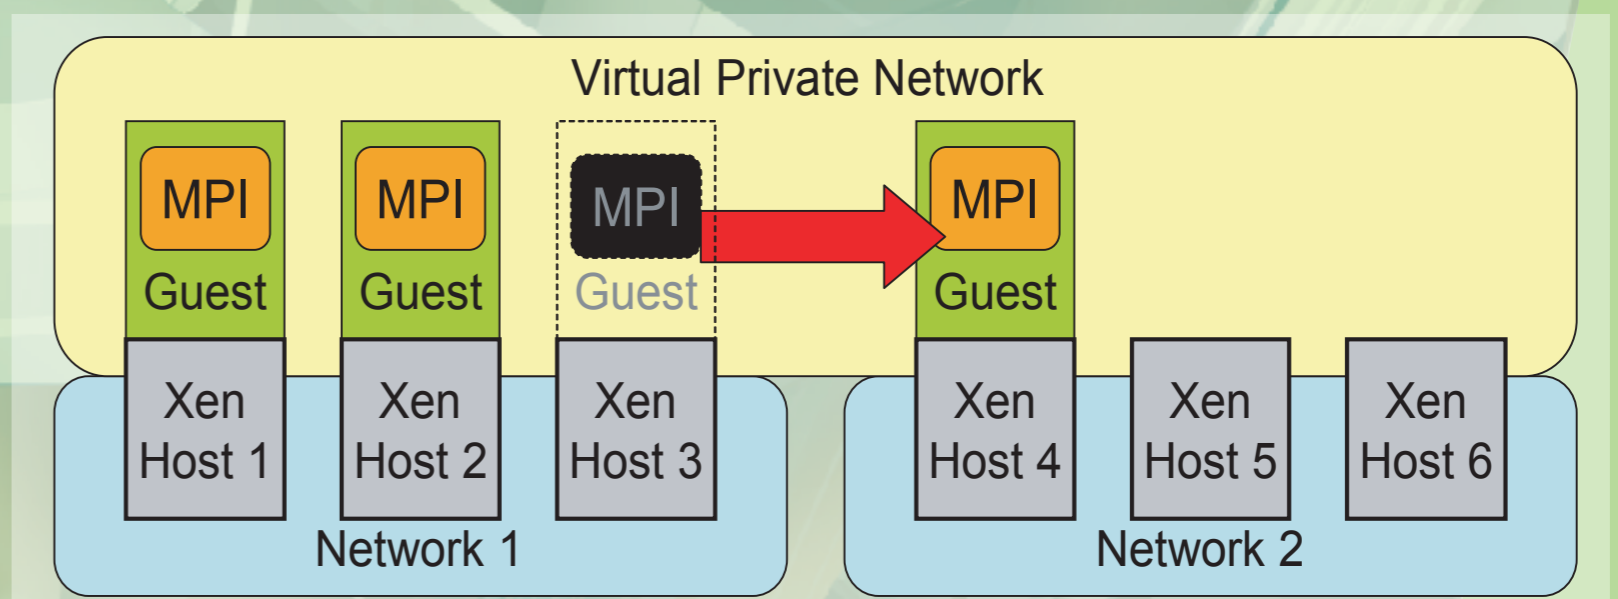 Virtual Private Network
MPI
Guest
MPI
Guest
MPI
Guest
MPI
Guest
Xen
Host 1
Xen
Host 2
Xen
Host 3
Xen
Host 4
Xen
Host 5
Xen
Host 6
Network 1
Network 2